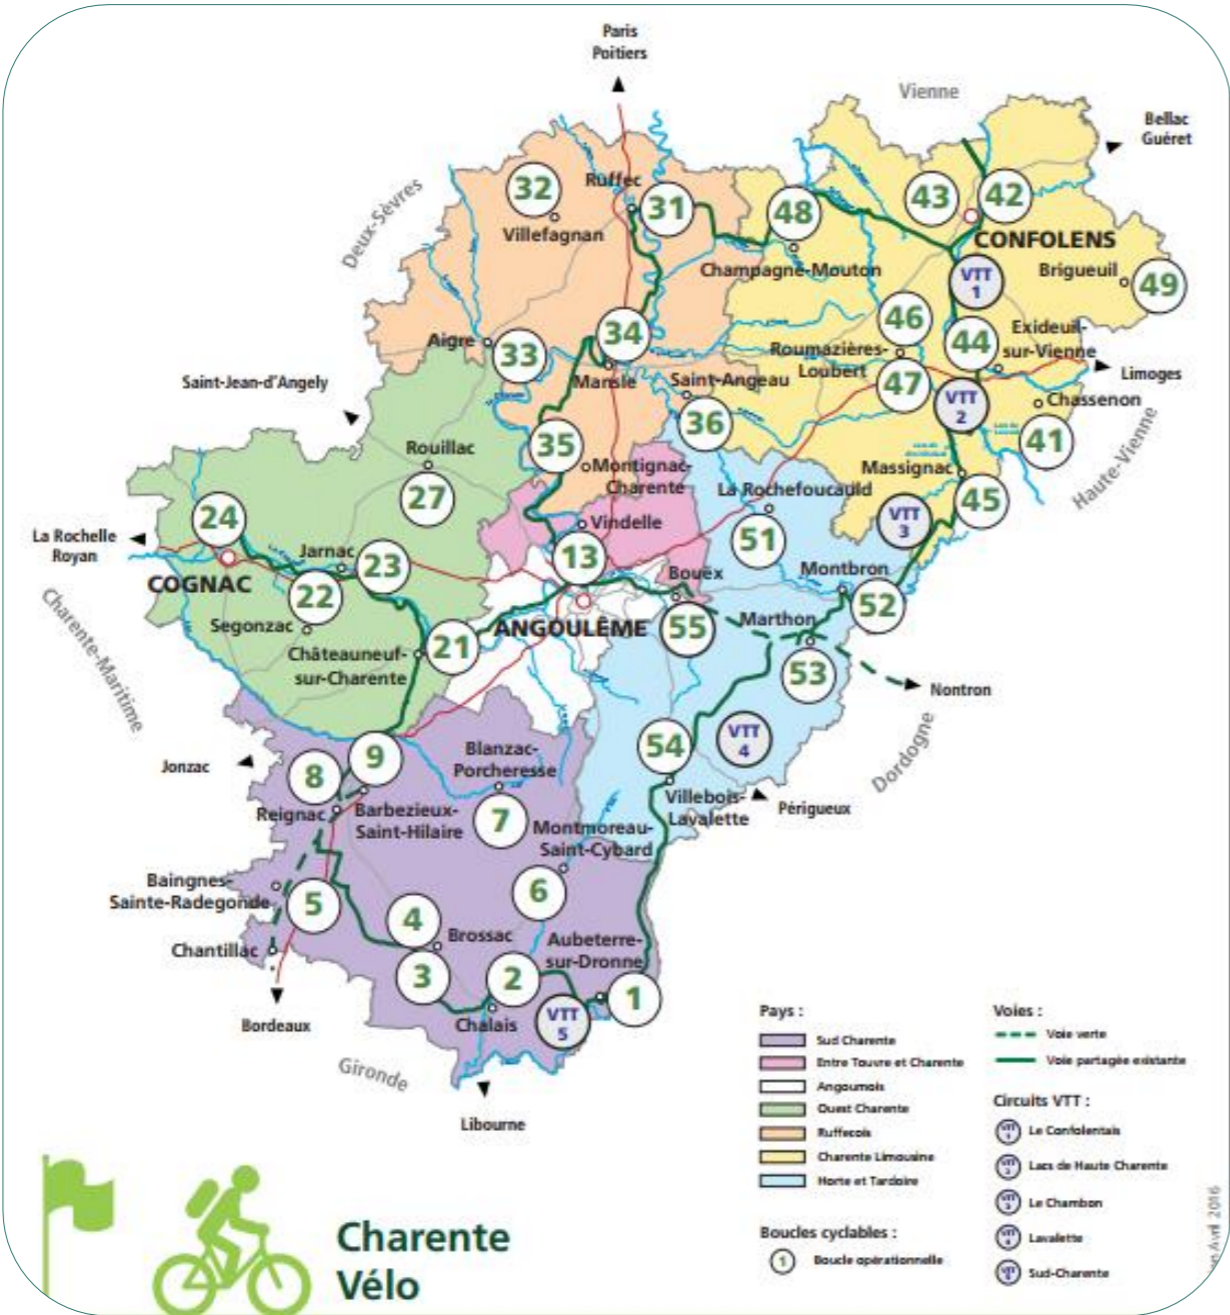 Paris
Poitiers
Vienne
Bellac
Guéret
Deux-Sèvres
32
Ruffec
31
48
43
42
Villefagnan
CONFOLENS
Champagne-Mouton
VTT
1
Brigueuil
49
46
34
44
Exideuil-
sur-Vienne
Aigre
33
Roumazières-
Loubert
Mansle
Saint-Angeau
47
Limoges
Saint-Jean-d'Angely
VTT
2
Chassenon
36
41
Rouillac
35
Montignac-
Charente
Massignac
La Rochefoucauld
Haute-Vienne
27
45
24
Vindelle
VTT
3
La Rochelle
Royan
51
Jarnac
23
13
Bouëx
Montbron
COGNAC
22
52
Segonzac
ANGOULÊME
55
Marthon
Charente-Maritime
Châteauneuf-
sur-Charente
21
53
Nontron
54
VTT
4
Dordogne
Jonzac
9
8
Blanzac-
Porcheresse
Reignac
Barbezieux-
Saint-Hilaire
7
Villebois-
Lavalette
Périgueux
Montmoreau-
Saint-Cybard
Baingnes-
Sainte-Radegonde
5
6
4
Brossac
Aubeterre-
sur-Dronne
Chantillac
3
2
1
VTT
5
Chalais
Bordeaux
Gironde
Libourne
Pays :
Sud Charente
Entre Touvre et Charente
Angoumois
Ouest Charente
Ruffecois
Charente Limousine
Horte et Tardoire
Boucles cyclables :
1
Boucle opérationnelle
Voies :
Voie verte
Voie partagée existante
Circuits VTT :
Le Confolentais
Lacs de Haute Charente
Le Chambon
Lavalette
Sud-Charente
Avril 2016
Charente
Vélo